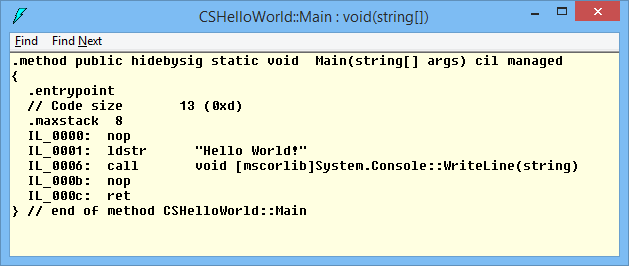 CSHelloWorld::Main : void(string[])
Find Find Next
.method public hidebysig static void  Main(string[] args) cil managed
{
  .entrypoint
  // Code size       13 (0xd)
  .maxstack  8
  IL_0000:  nop
  IL_0001:  ldstr      "Hello World!"
  IL_0006:  call       void [mscorlib]System.Console::WriteLine(string)
  IL_000b:  nop
  IL_000c:  ret
} // end of method CSHelloWorld::Main